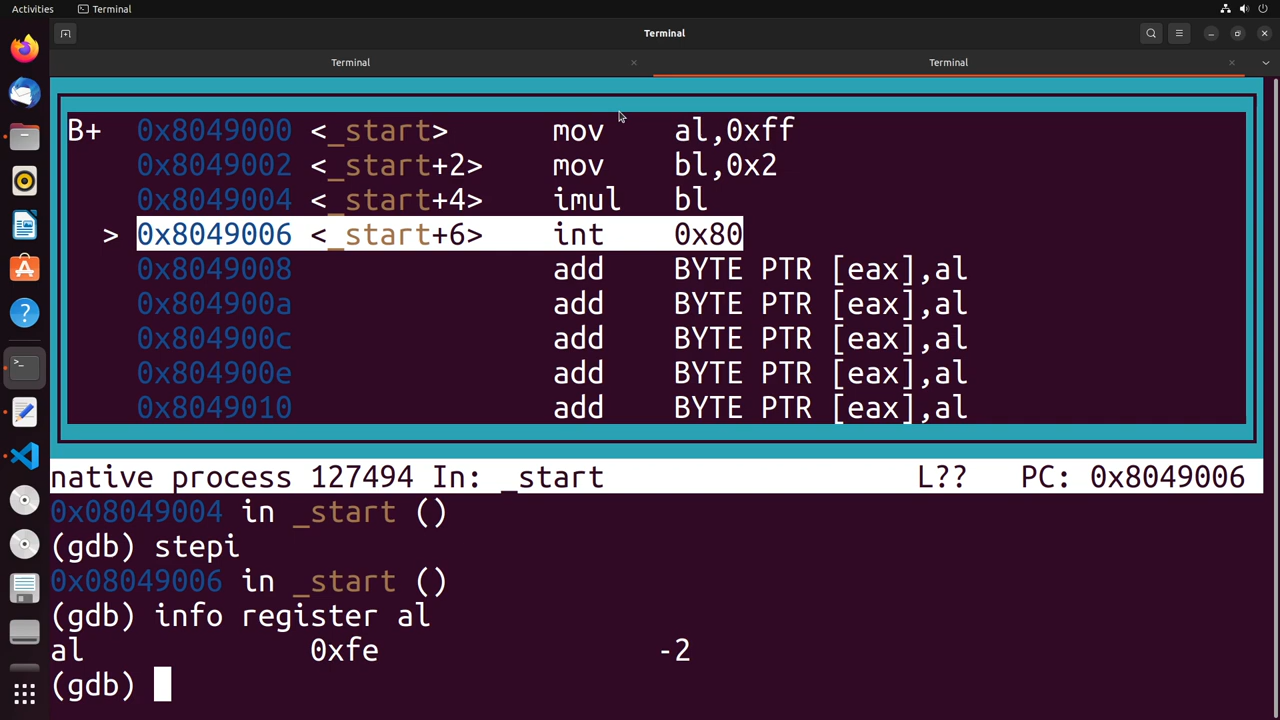 Activities Terminal
Terminal
Terminal Terminal
B+ 0x8049000 <_start> mov al,0xff
0x8049002 <_start+2> mov bl,0x2
0x8049004 <_start+4> imul bl
> 0x8049006 <_start+6> int 0x80
0x8049008 add BYTE PTR [eax],al
0x804900a add BYTE PTR [eax],al
0x804900c add BYTE PTR [eax],al
0x804900e add BYTE PTR [eax],al
0x8049010 add BYTE PTR [eax],al
native process 127494 In: _start L?? PC: 0x8049006
0x08049004 in _start ()
(gdb) stepi
0x08049006 in _start ()
(gdb) info register al
al 0xfe -2
(gdb)